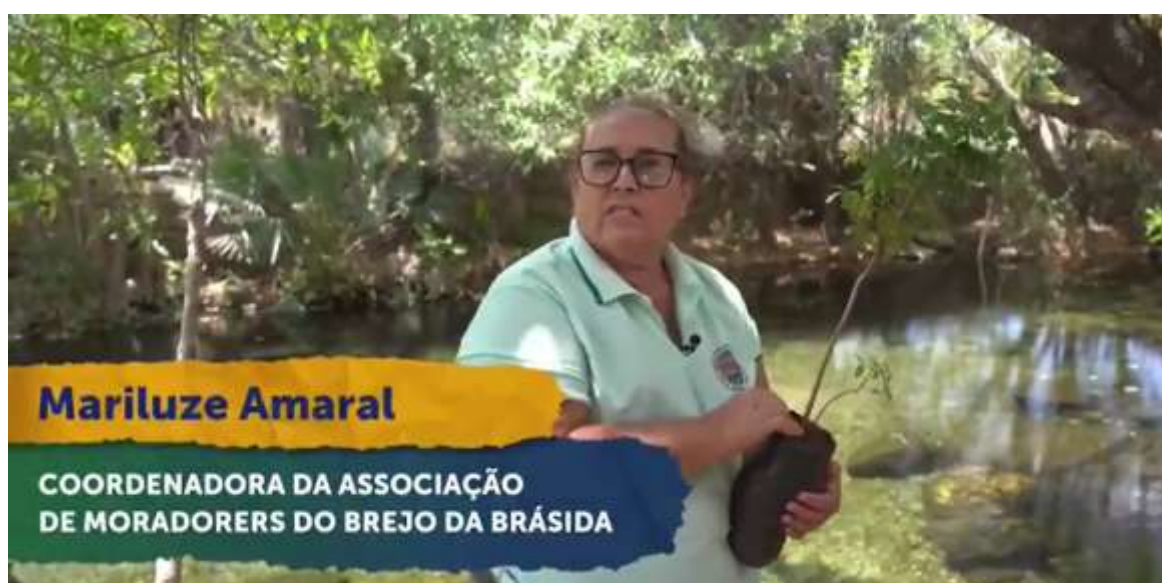 Mariluze Amaral
COORDENADORA DA ASSOCIAÇÃO
DE MORADORERS DO BREJO DA BRÁSIDA